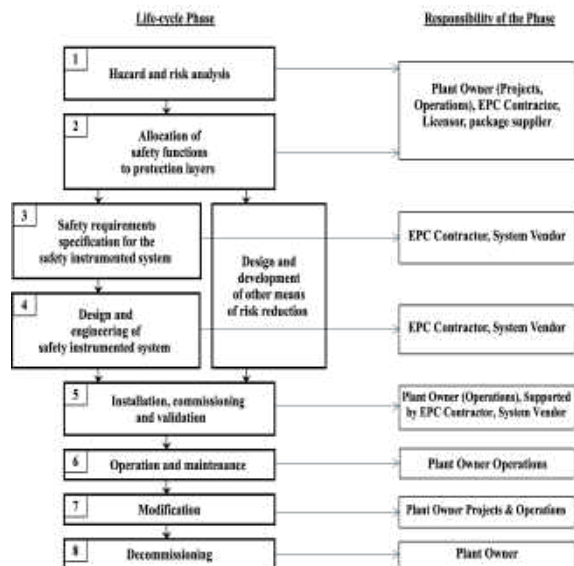 Life-cycle Phase
Responsibility of the Phase
1
Hazard and risk analysis
Plant Owner (Projects,
Operations), EPC Contractor,
Licensor, package supplier
2
Allocation of
safety functions
to protection layers
3
Safety requirements
specification for the
safety instrumented system
Design and
development
of other means
of risk reduction
EPC Contractor, System Vendor
4
Design and
engineering of
safety instrumented system
EPC Contractor, System Vendor
5
Installation, commissioning
and validation
Plant Owner (Operations), Supported
by EPC Contractor, System Vendor
6
Operation and maintenance
Plant Owner Operations
7
Modification
Plant Owner Projects & Operations
8
Decommissioning
Plant Owner